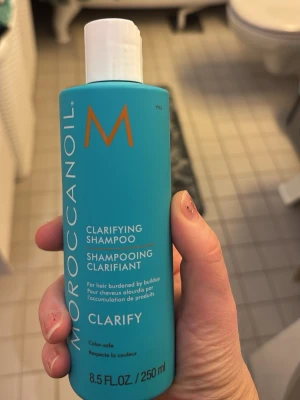 MOROCCANOIL®
M
CLARIFYING
SHAMPOO
SHAMPOOING
CLARIFIANT
For hair burdened by buildup
Pour cheveux alourdis par
l'accumulation de produits
CLARIFY
Color-safe
Respecte la couleur
8.5 FL.OZ. / 250 ml